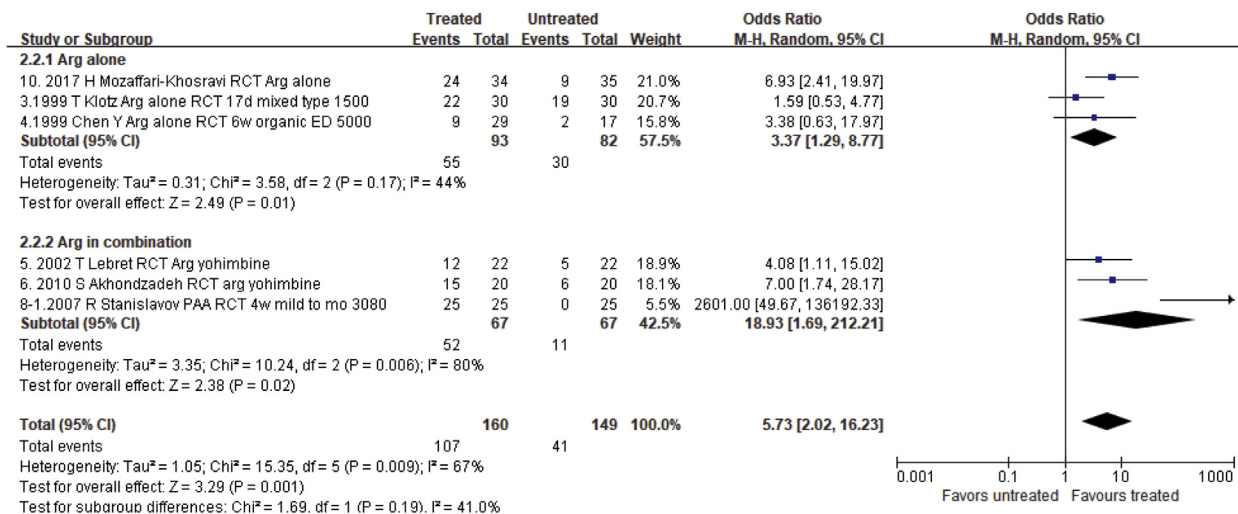 Treated Untreated Odds Ratio Odds Ratio
Study or Subgroup Events Total Events Total Weight M-H, Random, 95% CI M-H, Random, 95% CI
2.2.1 Arg alone
10. 2017 H Mozaffari-Khosravi RCT Arg alone 24 34 9 35 21.0% 6.93 [2.41, 19.97]
3.1999 T Klotz Arg alone RCT 17d mixed type 1500 22 30 19 30 20.7% 1.59 [0.53, 4.77]
4.1999 Chen Y Arg alone RCT 6w organic ED 5000 9 29 2 17 15.8% 3.38 [0.63, 17.97]
Subtotal (95% CI) 93 82 57.5% 3.37 [1.29, 8.77]
Total events 55 30
Heterogeneity: Tau² = 0.31; Chi² = 3.58, df = 2 (P = 0.17); I² = 44%
Test for overall effect: Z = 2.49 (P = 0.01)
2.2.2 Arg in combination
5. 2002 T Lebret RCT Arg yohimbine 12 22 5 22 18.9% 4.08 [1.11, 15.02]
6. 2010 S Akhondzadeh RCT arg yohimbine 15 20 6 20 18.1% 7.00 [1.74, 28.17]
8-1.2007 R Stanislavov PAA RCT 4w mild to mo 3080 25 25 0 25 5.5% 2601.00 [49.67, 136192.33]
Subtotal (95% CI) 67 67 42.5% 18.93 [1.69, 212.21]
Total events 52 11
Heterogeneity: Tau² = 3.35; Chi² = 10.24, df = 2 (P = 0.006); I² = 80%
Test for overall effect: Z = 2.38 (P = 0.02)
Total (95% CI) 160 149 100.0% 5.73 [2.02, 16.23]
Total events 107 41
Heterogeneity: Tau² = 1.05; Chi² = 15.35, df = 5 (P = 0.009); I² = 67%
Test for overall effect: Z = 3.29 (P = 0.001)
Test for subgroup differences: Chi² = 1.69, df = 1 (P = 0.19), I² = 41.0%
0.001 0.1 1 10 1000
Favors untreated Favours treated